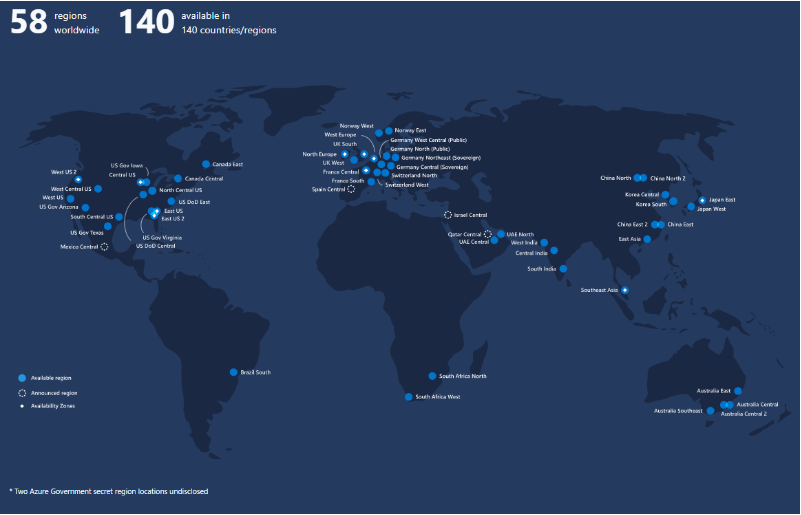 58 regions worldwide
140 available in 140 countries/regions
Norway West
Norway East
West Europe
Germany West Central (Public)
UK South
Germany North (Public)
North Europe
Germany Northeast (Sovereign)
UK West
Germany Central (Sovereign)
France Central
Switzerland North
France South
Switzerland West
Spain Central
US Gov Iowa
Canada East
West US 2
Central US
Canada Central
West Central US
North Central US
West US
US DoD East
US Gov Arizona
East US
South Central US
East US 2
US Gov Texas
US Gov Virginia
Mexico Central
US DoD Central
Israel Central
Qatar Central
UAE North
UAE Central
West India
Central India
South India
China North
China North 2
Korea Central
Korea South
Japan East
Japan West
China East 2
China East
East Asia
Southeast Asia
Brazil South
South Africa North
South Africa West
Australia East
Australia Central
Australia Southeast
Australia Central 2
Available region
Announced region
Availability Zones
* Two Azure Government secret region locations undisclosed